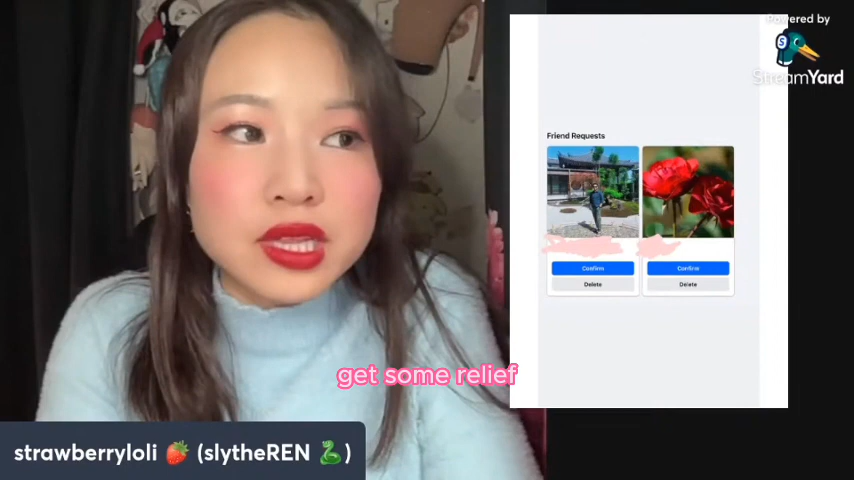 Powered by
S
StreamYard
Friend Requests
Confirm
Confirm
Delete
Delete
get some relief
strawberryloli 🍓 (slytheREN 🐍)